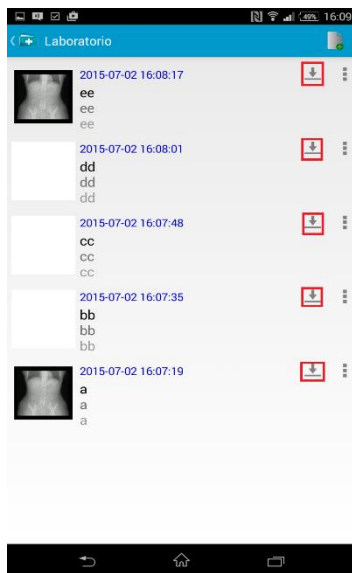 49% 16:09
Laboratorio
2015-07-02 16:08:17
ee
ee
ee
2015-07-02 16:08:01
dd
dd
dd
2015-07-02 16:07:48
cc
cc
cc
2015-07-02 16:07:35
bb
bb
bb
2015-07-02 16:07:19
a
a
a